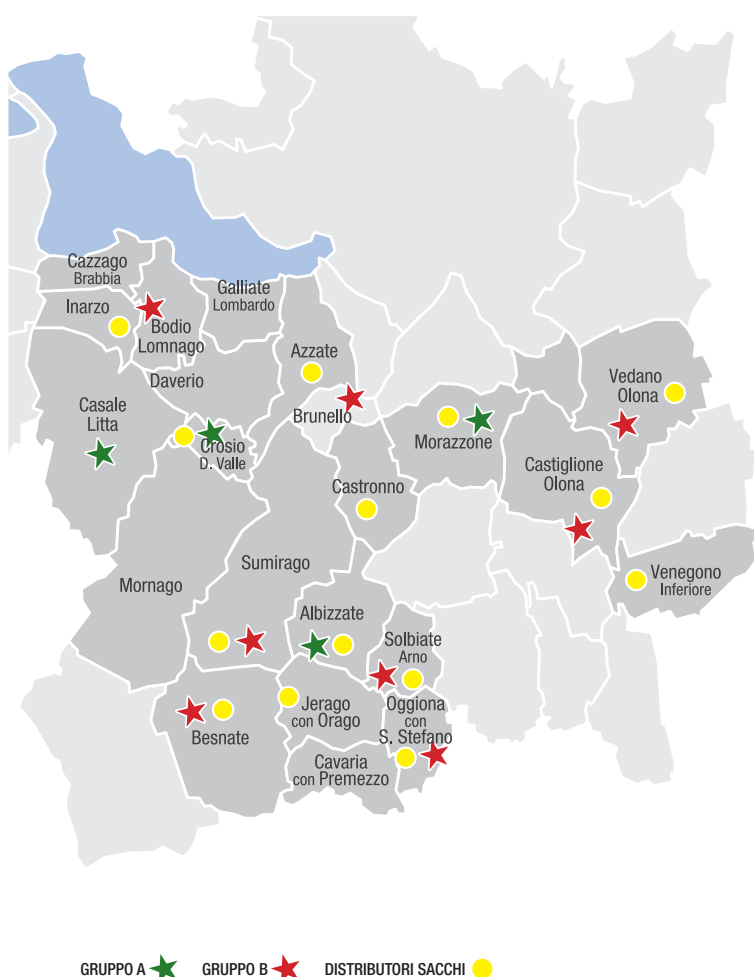 Cazzago
Brabbia
Inarzo
Bodio
Lomnago
Galliate
Lombardo
Daverio
Azzate
Brunello
Casale
Litta
Crosio
D. Valle
Morazzone
Vedano
Olona
Castiglione
Olona
Castronno
Venegono
Inferiore
Mornago
Sumirago
Albizzate
Solbiate
Arno
Jerago
con Orago
Oggiona
con
S. Stefano
Besnate
Cavaria
con Premezzo
GRUPPO A GRUPPO B DISTRIBUTORI SACCHI